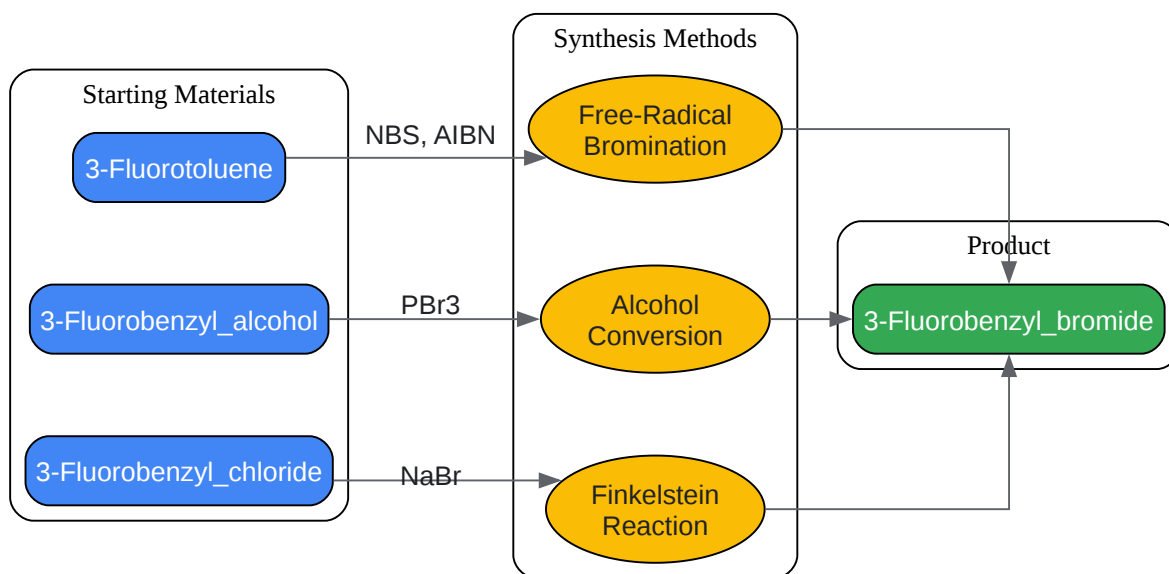 Starting Materials
3-Fluorotoluene
3-Fluorobenzyl_alcohol
3-Fluorobenzyl_chloride
NBS, AIBN
PBr3
NaBr
Synthesis Methods
Free-Radical
Bromination
Alcohol
Conversion
Finkelstein
Reaction
Product
3-Fluorobenzyl_bromide